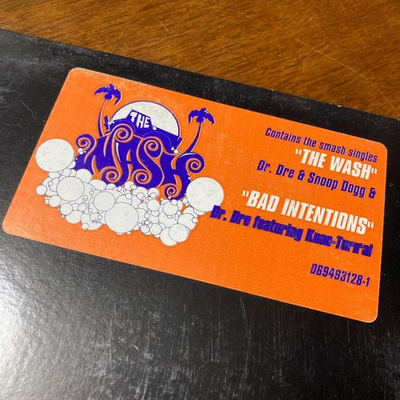 THE
WASH
Contains the smash singles
"THE WASH"
Dr. Dre & Snoop Dogg &
"BAD INTENTIONS"
Dr. Dre featuring Knoc-Turn'al
069493128-1